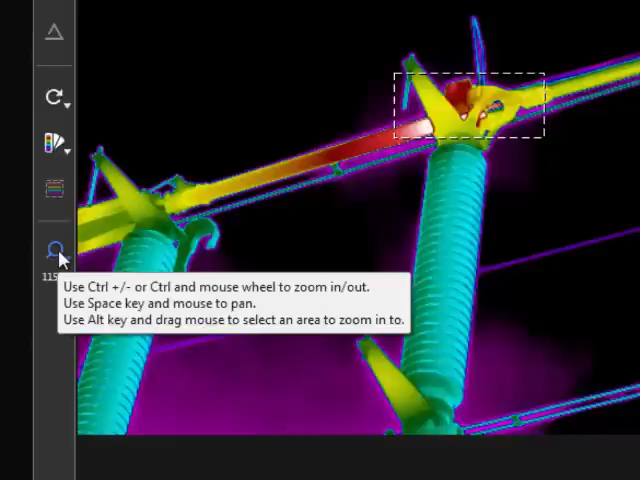 115
Use Ctrl +/- or Ctrl and mouse wheel to zoom in/out.
Use Space key and mouse to pan.
Use Alt key and drag mouse to select an area to zoom in to.